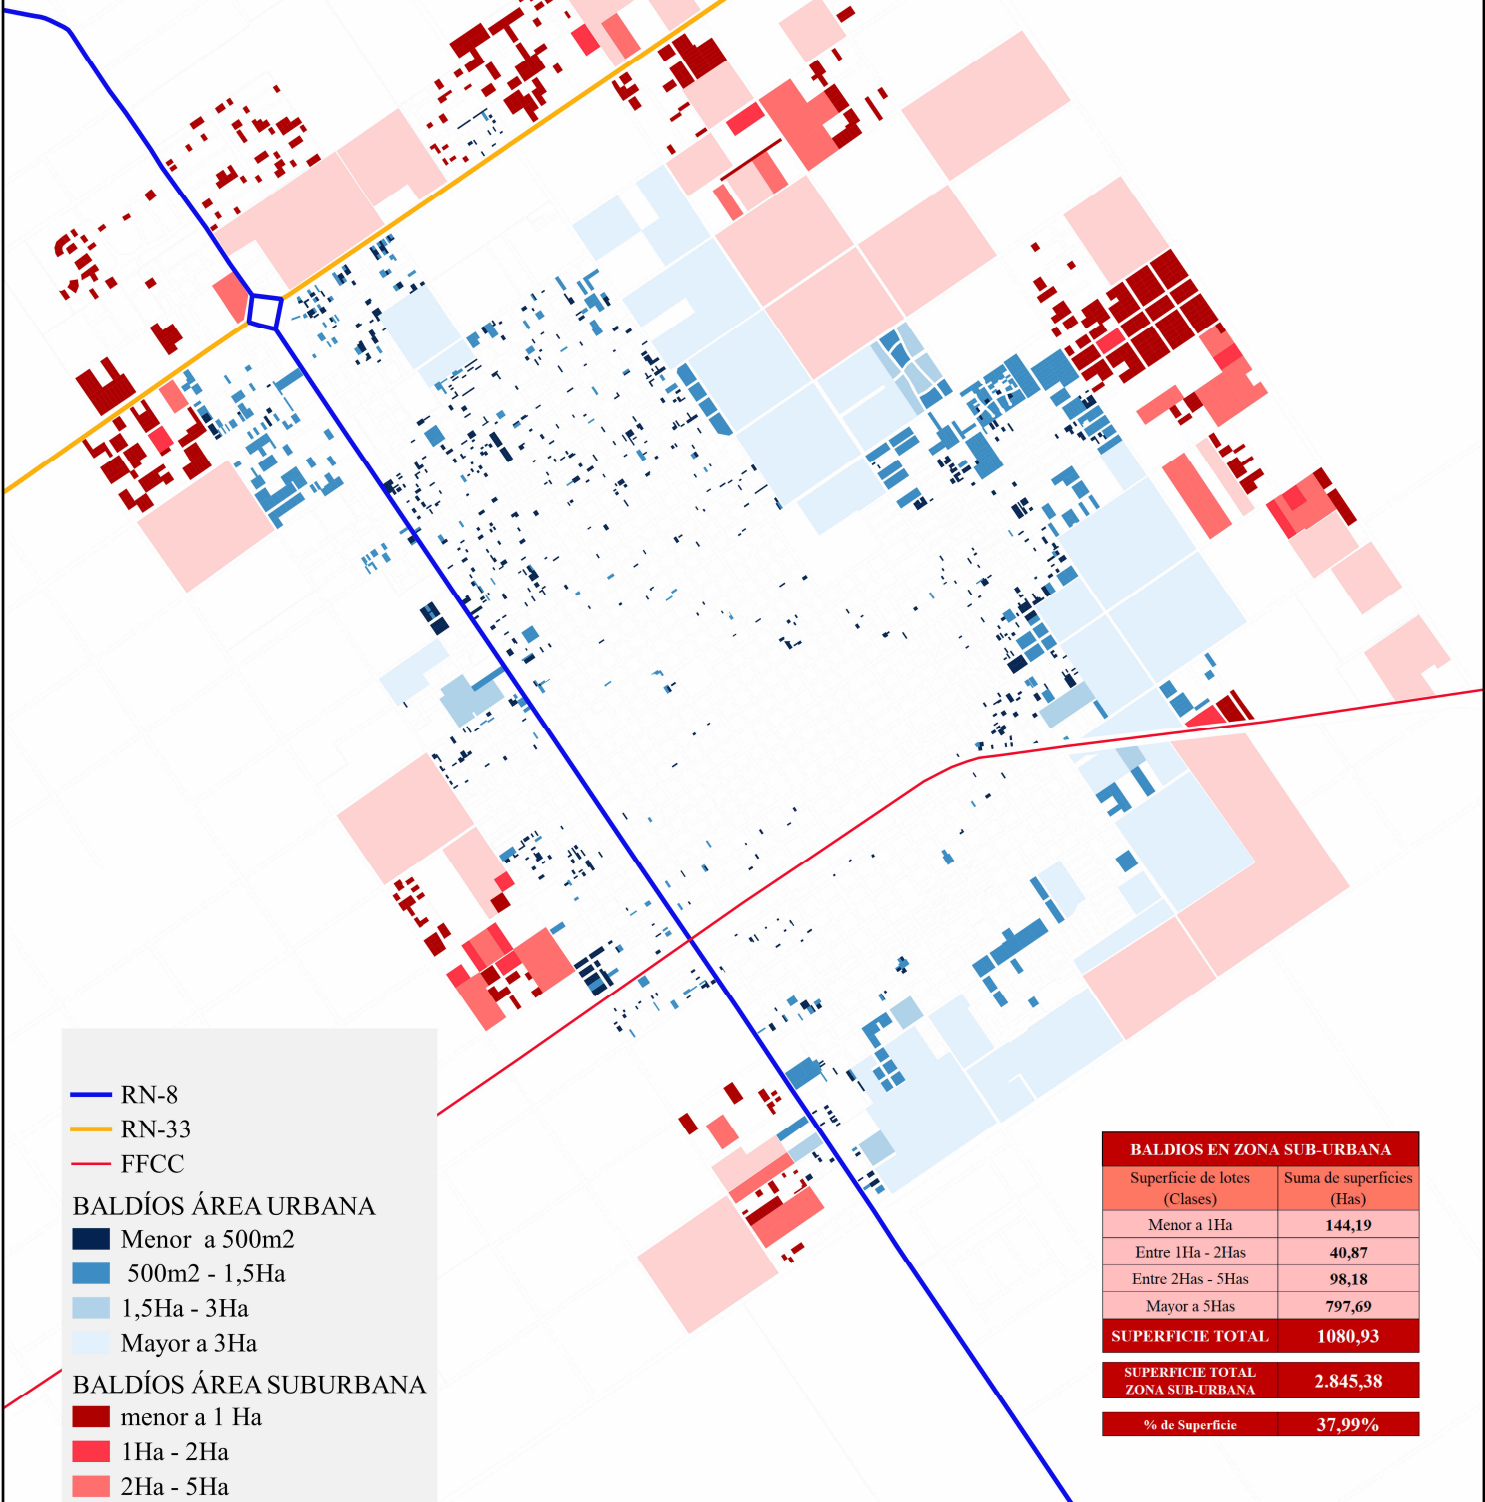 RN-8
RN-33
FFCC
BALDÍOS ÁREA URBANA
Menor a 500m2
500m2 - 1,5Ha
1,5Ha - 3Ha
Mayor a 3Ha
BALDÍOS ÁREA SUBURBANA
menor a 1 Ha
1Ha - 2Ha
2Ha - 5Ha
BALDIOS EN ZONA SUB-URBANA
Superficie de lotes (Clases) Suma de superficies (Has)
Menor a 1Ha 144,19
Entre 1Ha - 2Has 40,87
Entre 2Has - 5Has 98,18
Mayor a 5Has 797,69
SUPERFICIE TOTAL 1080,93
SUPERFICIE TOTAL ZONA SUB-URBANA 2.845,38
% de Superficie 37,99%